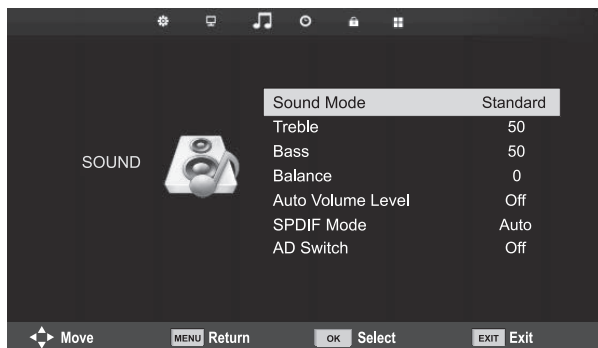 Sound Mode Standard
Treble 50
Bass 50
SOUND
Balance 0
Auto Volume Level Off
SPDIF Mode Auto
AD Switch Off
Move MENU Return OK Select EXIT Exit